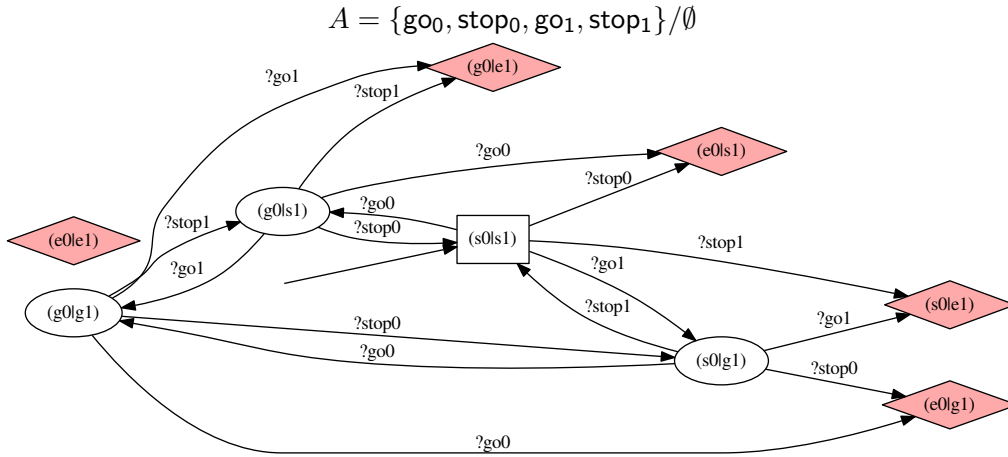 A = {go₀, stop₀, go₁, stop₁}/∅
(g0|e1)
?go1
?stop1
(e0|s1)
?go0
?stop0
(g0|s1)
?go0
?stop0
(s0|s1)
?stop1
(e0|e1)
?stop1
?go1
?go1
?stop1
(s0|e1)
(g0|g1)
?stop0
?go0
?go1
(s0|g1)
?stop0
(e0|g1)
?go0